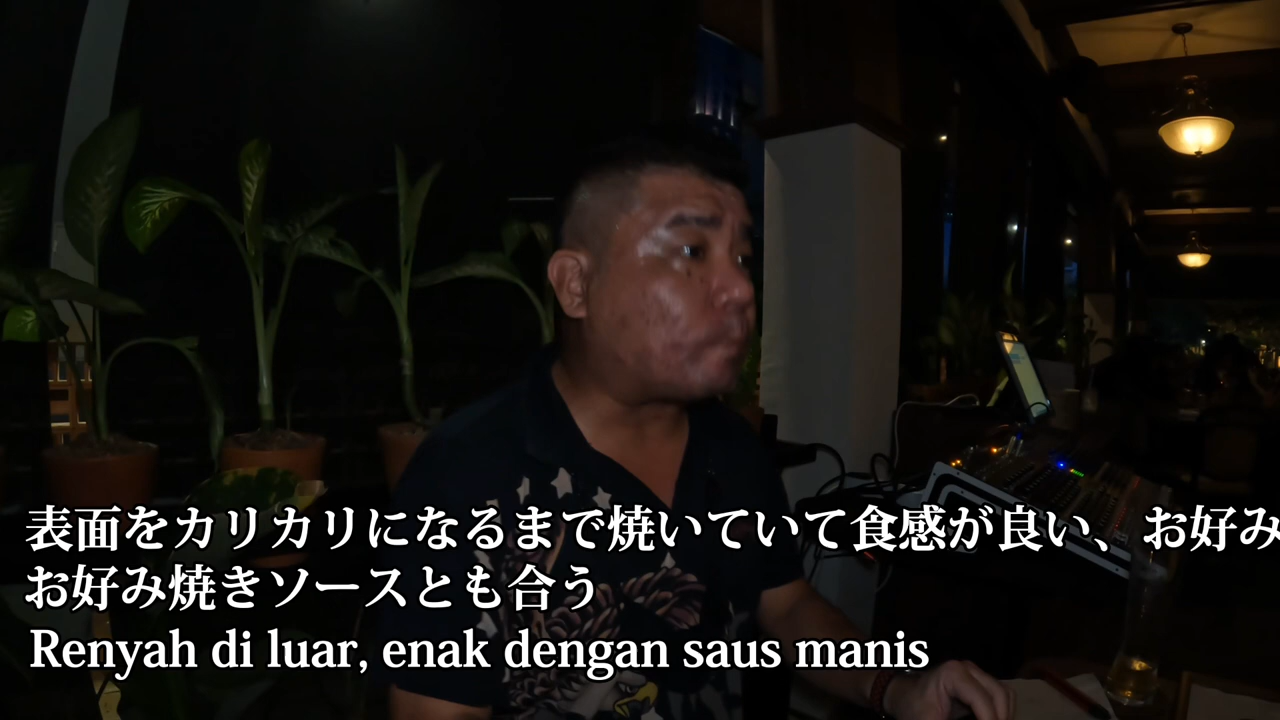 表面をカリカリになるまで焼いていて食感が良い、お好み
お好み焼きソースとも合う
Renyah di luar, enak dengan saus manis